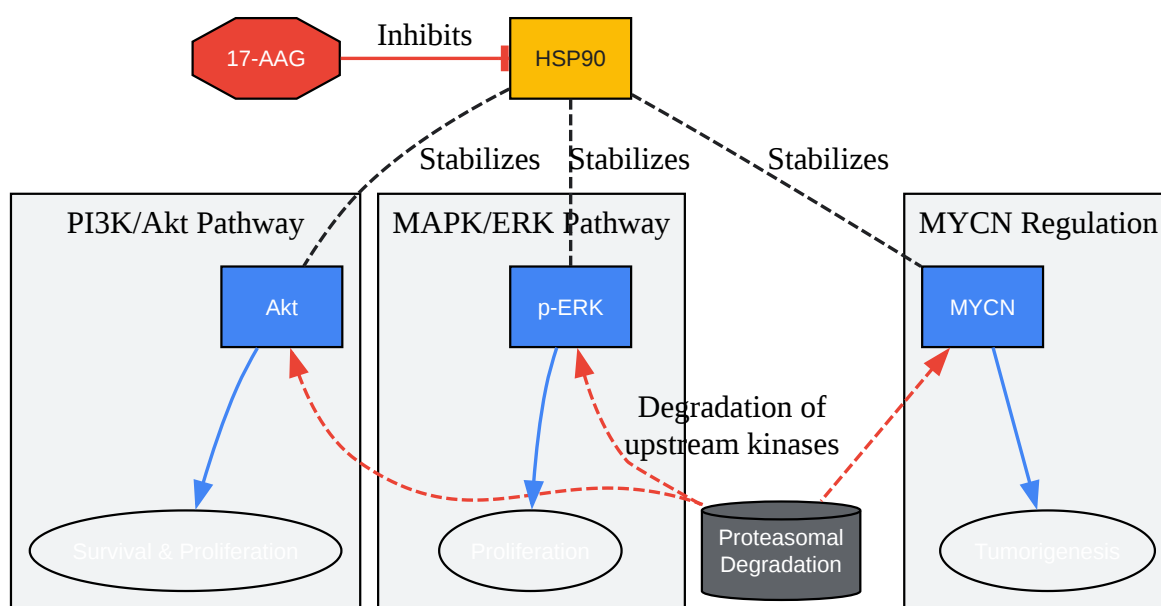 Inhibits
17-AAG
HSP90
Stabilizes
Stabilizes
Stabilizes
PI3K/Akt Pathway
MAPK/ERK Pathway
MYCN Regulation
Akt
p-ERK
MYCN
Degradation of
upstream kinases
Survival & Proliferation
Proliferation
Proteasomal
Degradation
Tumorigenesis